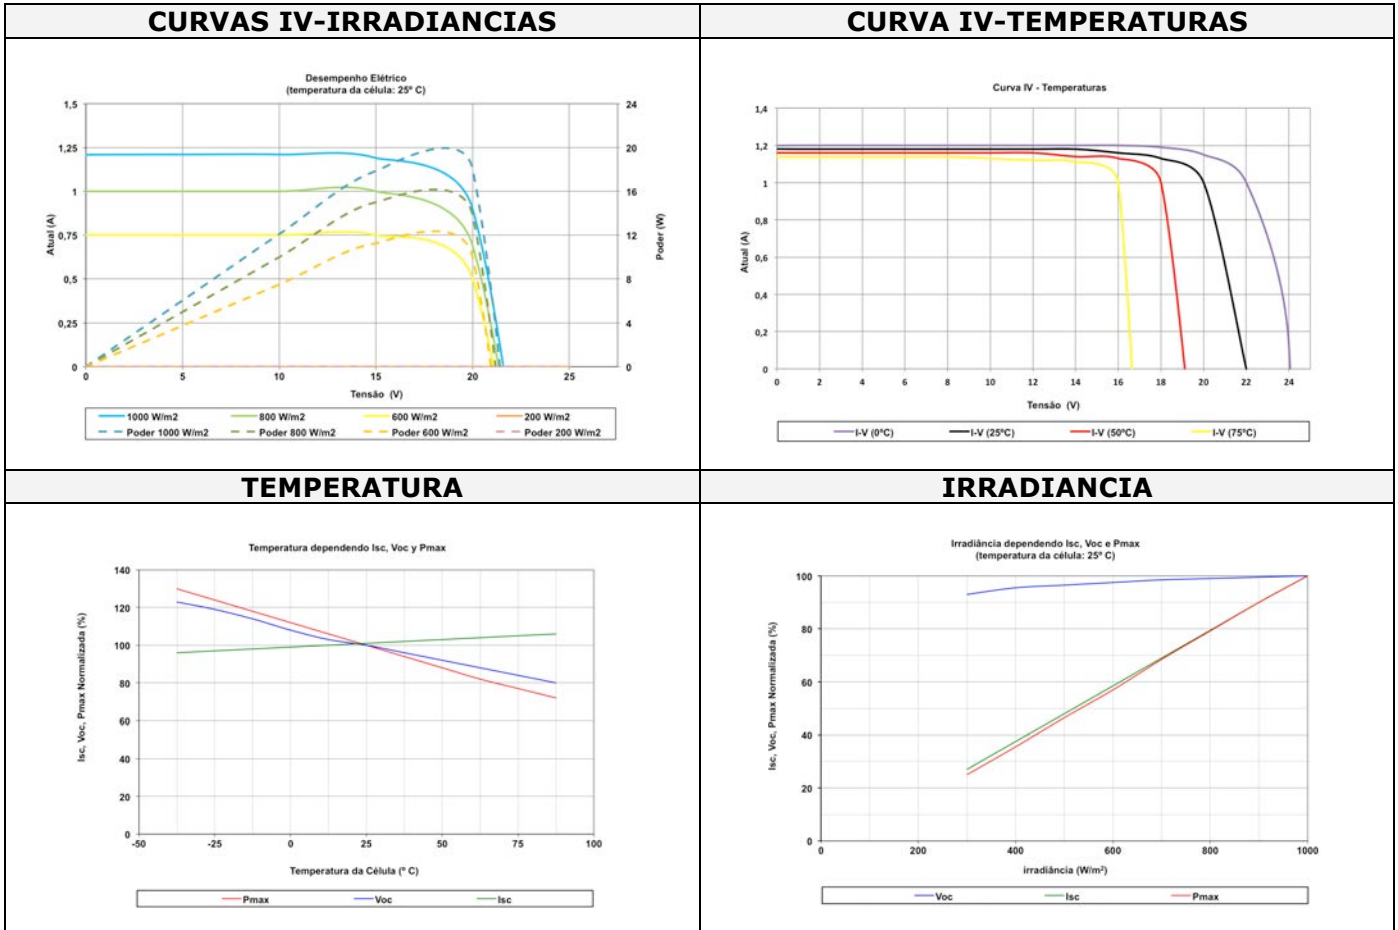 CURVAS IV-IRRADIANCIAS
CURVA IV-TEMPERATURAS
Desempenho Elétrico
(temperatura da célula: 25º C)
1,5
1,25
1
0,75
0,5
0,25
0
24
20
16
12
8
4
0
0 5 10 15 20 25
Atual (A)
Poder (W)
Tensão (V)
1000 W/m2 800 W/m2 600 W/m2 200 W/m2
Poder 1000 W/m2 Poder 800 W/m2 Poder 600 W/m2 Poder 200 W/m2
Curva IV - Temperaturas
1,4
1,2
1
0,8
0,6
0,4
0,2
0
0 2 4 6 8 10 12 14 16 18 20 22 24
Atual (A)
Tensão (V)
I-V (0ºC) I-V (25ºC) I-V (50ºC) I-V (75ºC)
TEMPERATURA
IRRADIANCIA
Temperatura dependendo Isc, Voc y Pmax
140
120
100
80
60
40
20
0
-50 -25 0 25 50 75 100
Isc, Voc, Pmax Normalizada (%)
Temperatura da Célula (º C)
Pmax Voc Isc
Irradiância dependendo Isc, Voc e Pmax
(temperatura da célula: 25º C)
100
80
60
40
20
0
0 200 400 600 800 1000
Isc, Voc, Pmax Normalizada (%)
irradiância (W/m²)
Voc Isc Pmax